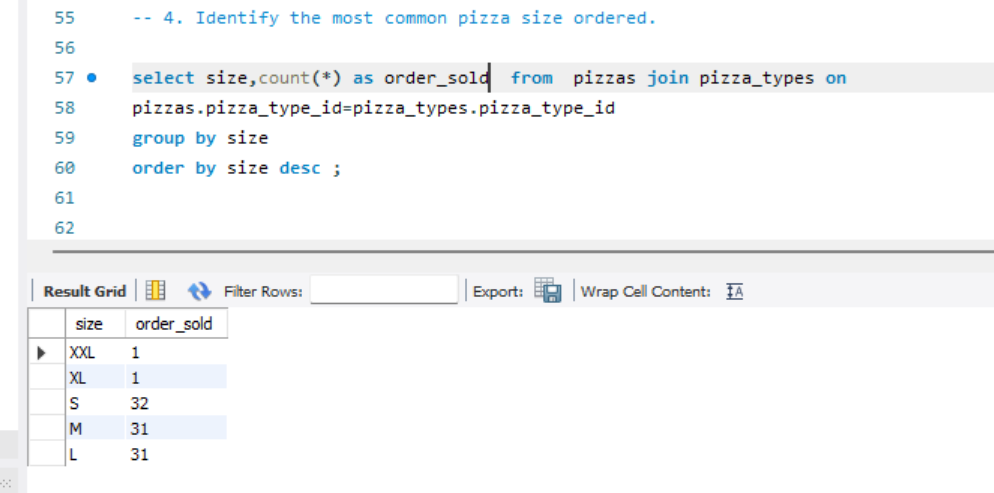 55 -- 4. Identify the most common pizza size ordered.
56
57 select size,count(*) as order_sold  from  pizzas join pizza_types on
58 pizzas.pizza_type_id=pizza_types.pizza_type_id
59 group by size
60 order by size desc ;
61
62
Result Grid Filter Rows: Export: Wrap Cell Content: IA
size order_sold
XXL 1
XL 1
S 32
M 31
L 31